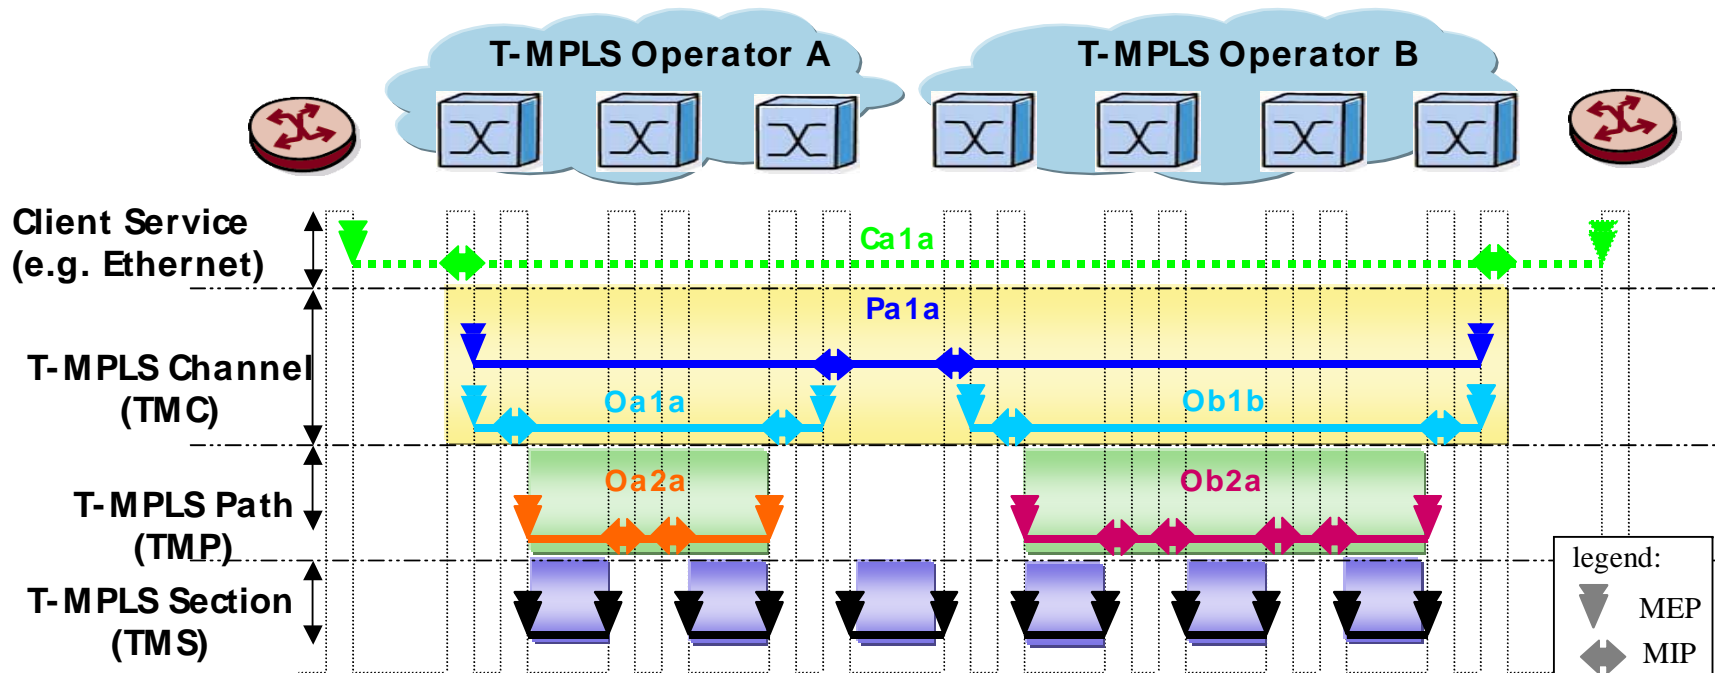 T-MPLS Operator A
T-MPLS Operator B
Client Service
(e.g. Ethernet)
Ca1a
Pa1a
T-MPLS Channel
(TMC)
Oa1a
Ob1b
Oa2a
Ob2a
T-MPLS Path
(TMP)
T-MPLS Section
(TMS)
legend:
MEP
MIP